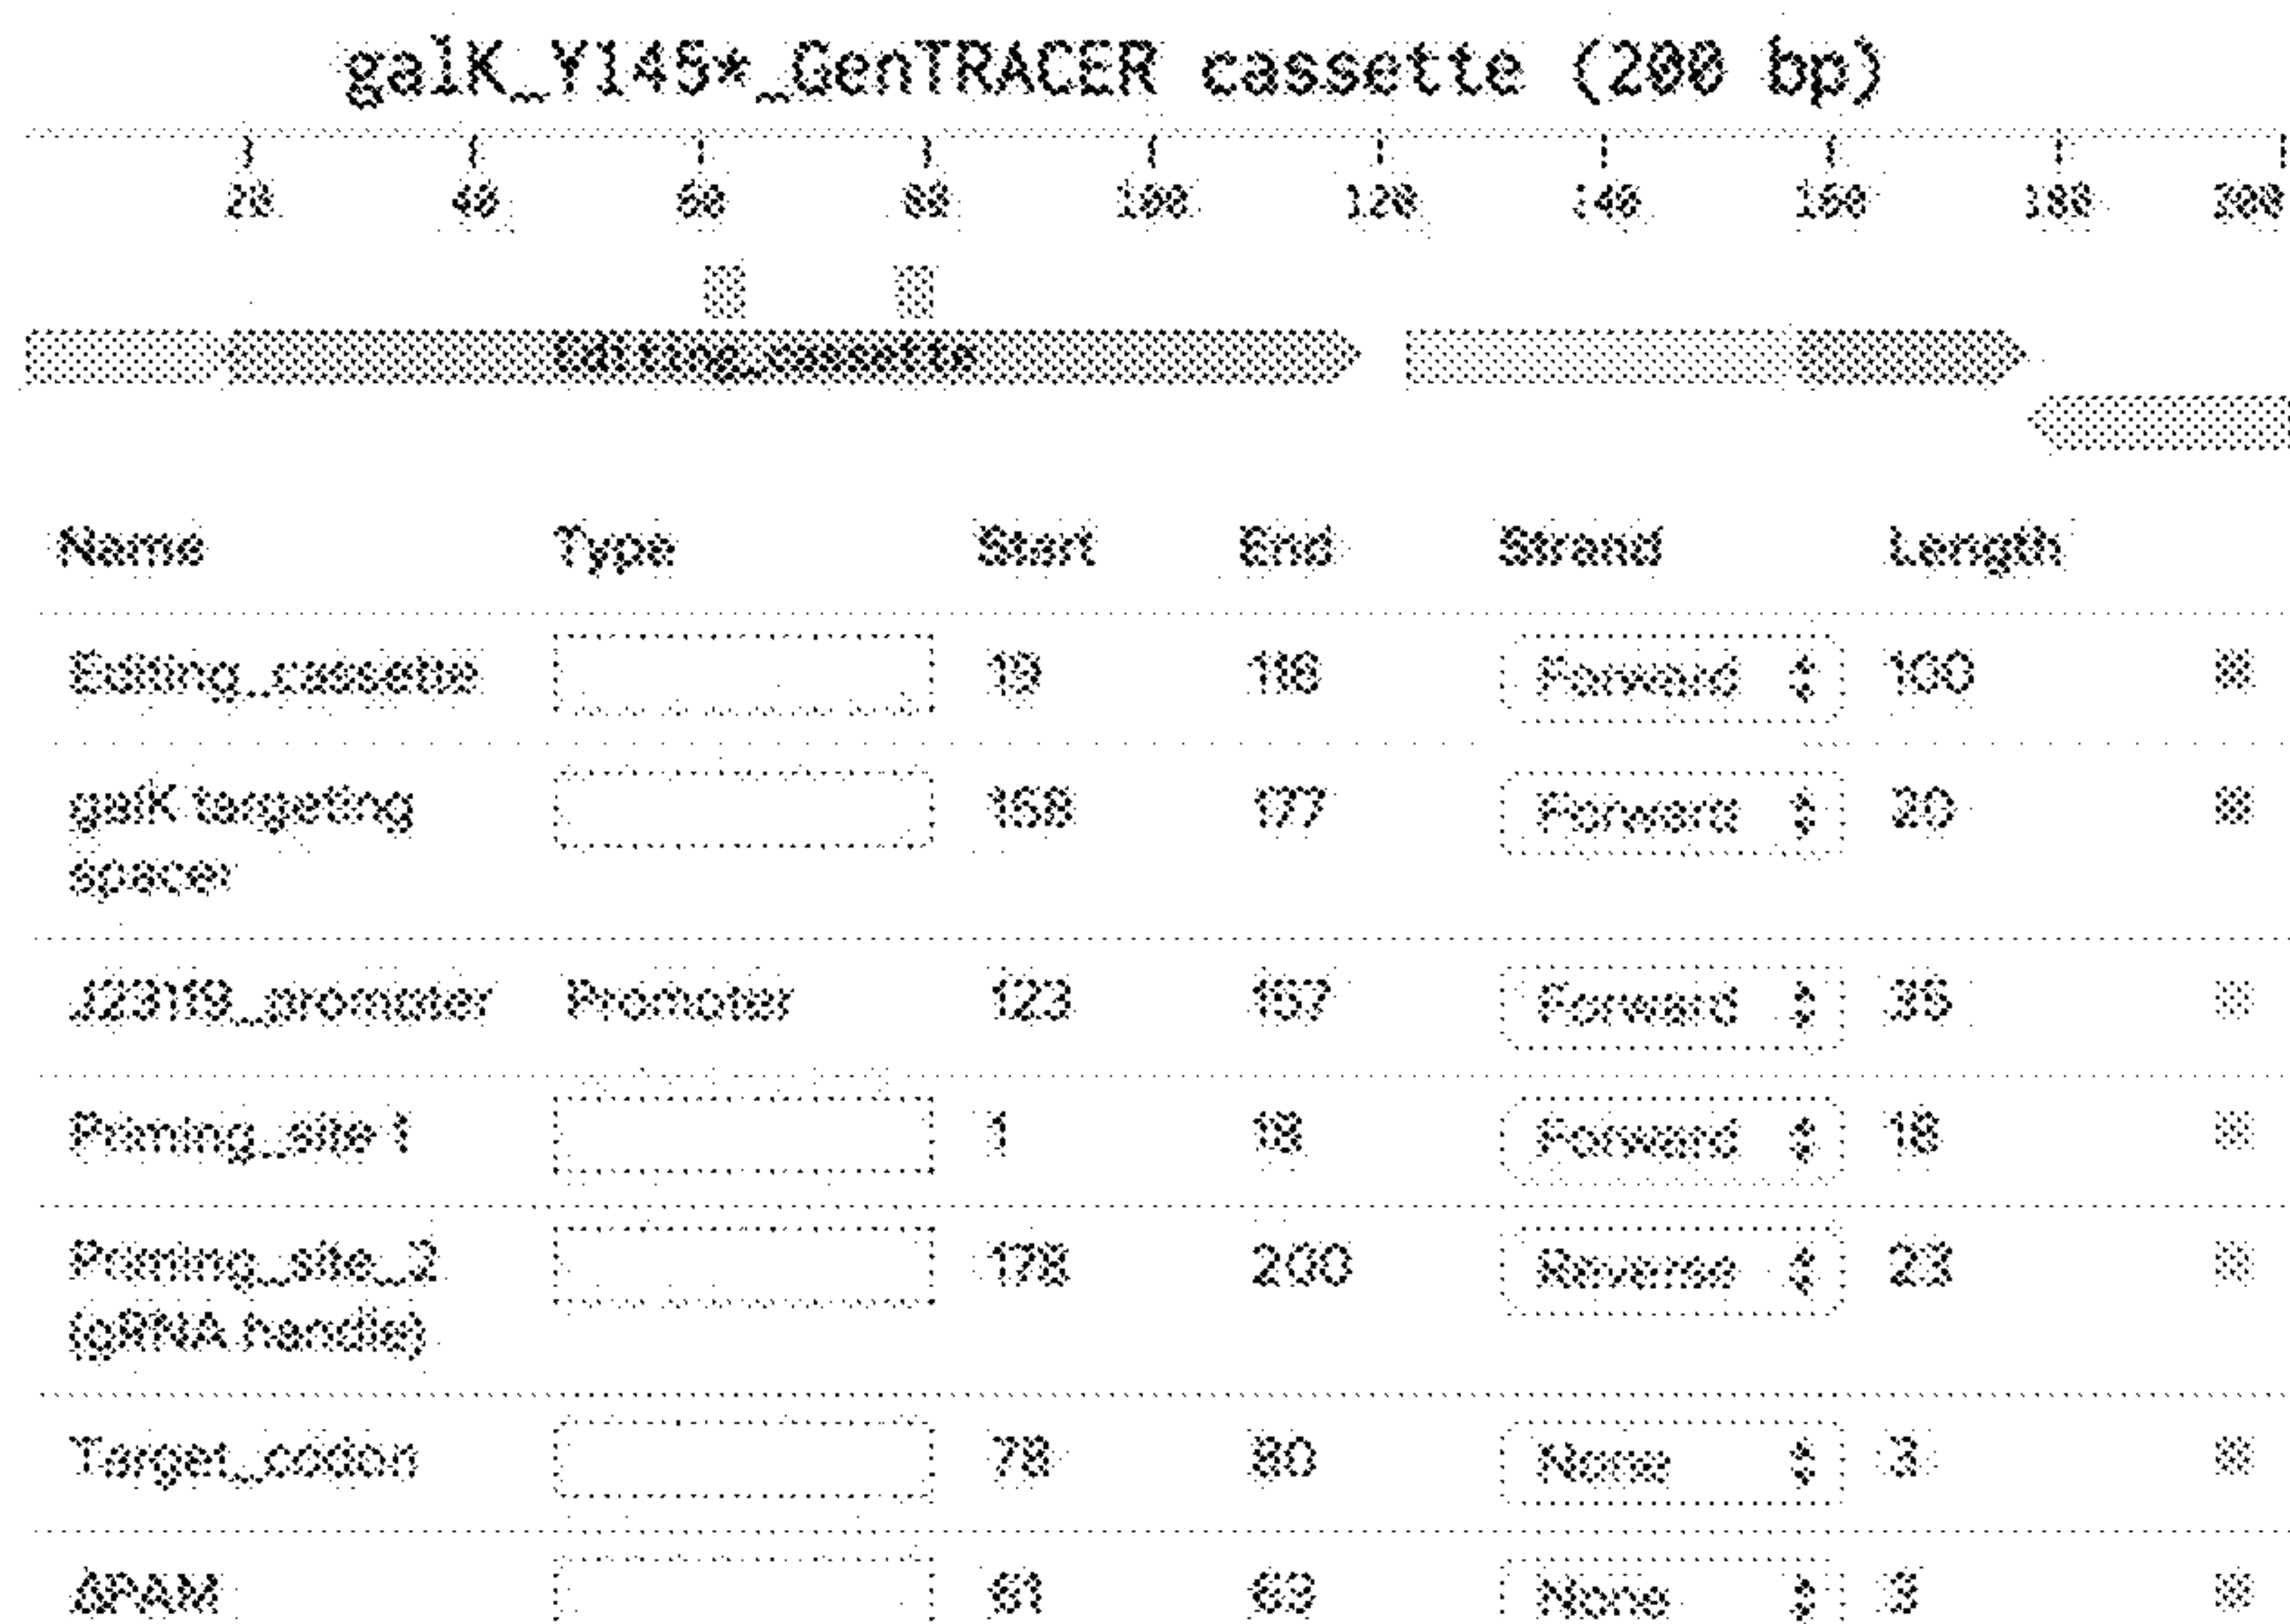 galK_Y145*_GenTRACER cassette (200 bp)
20 40 60 80 100 120 140 160 180 200
Editing_cassette
Name Type Start End Strand Length
Editing_cassette 19 118 Forward 100
galK targeting 158 177 Forward 20
spacer
J23119_promoter Promoter 123 157 Forward 35
Priming_site 1 1 18 Forward 18
Priming_site_2 178 200 Reverse 23
(gRNA handle)
Target_codon 78 80 None 3
ΔPAM 61 63 None 3